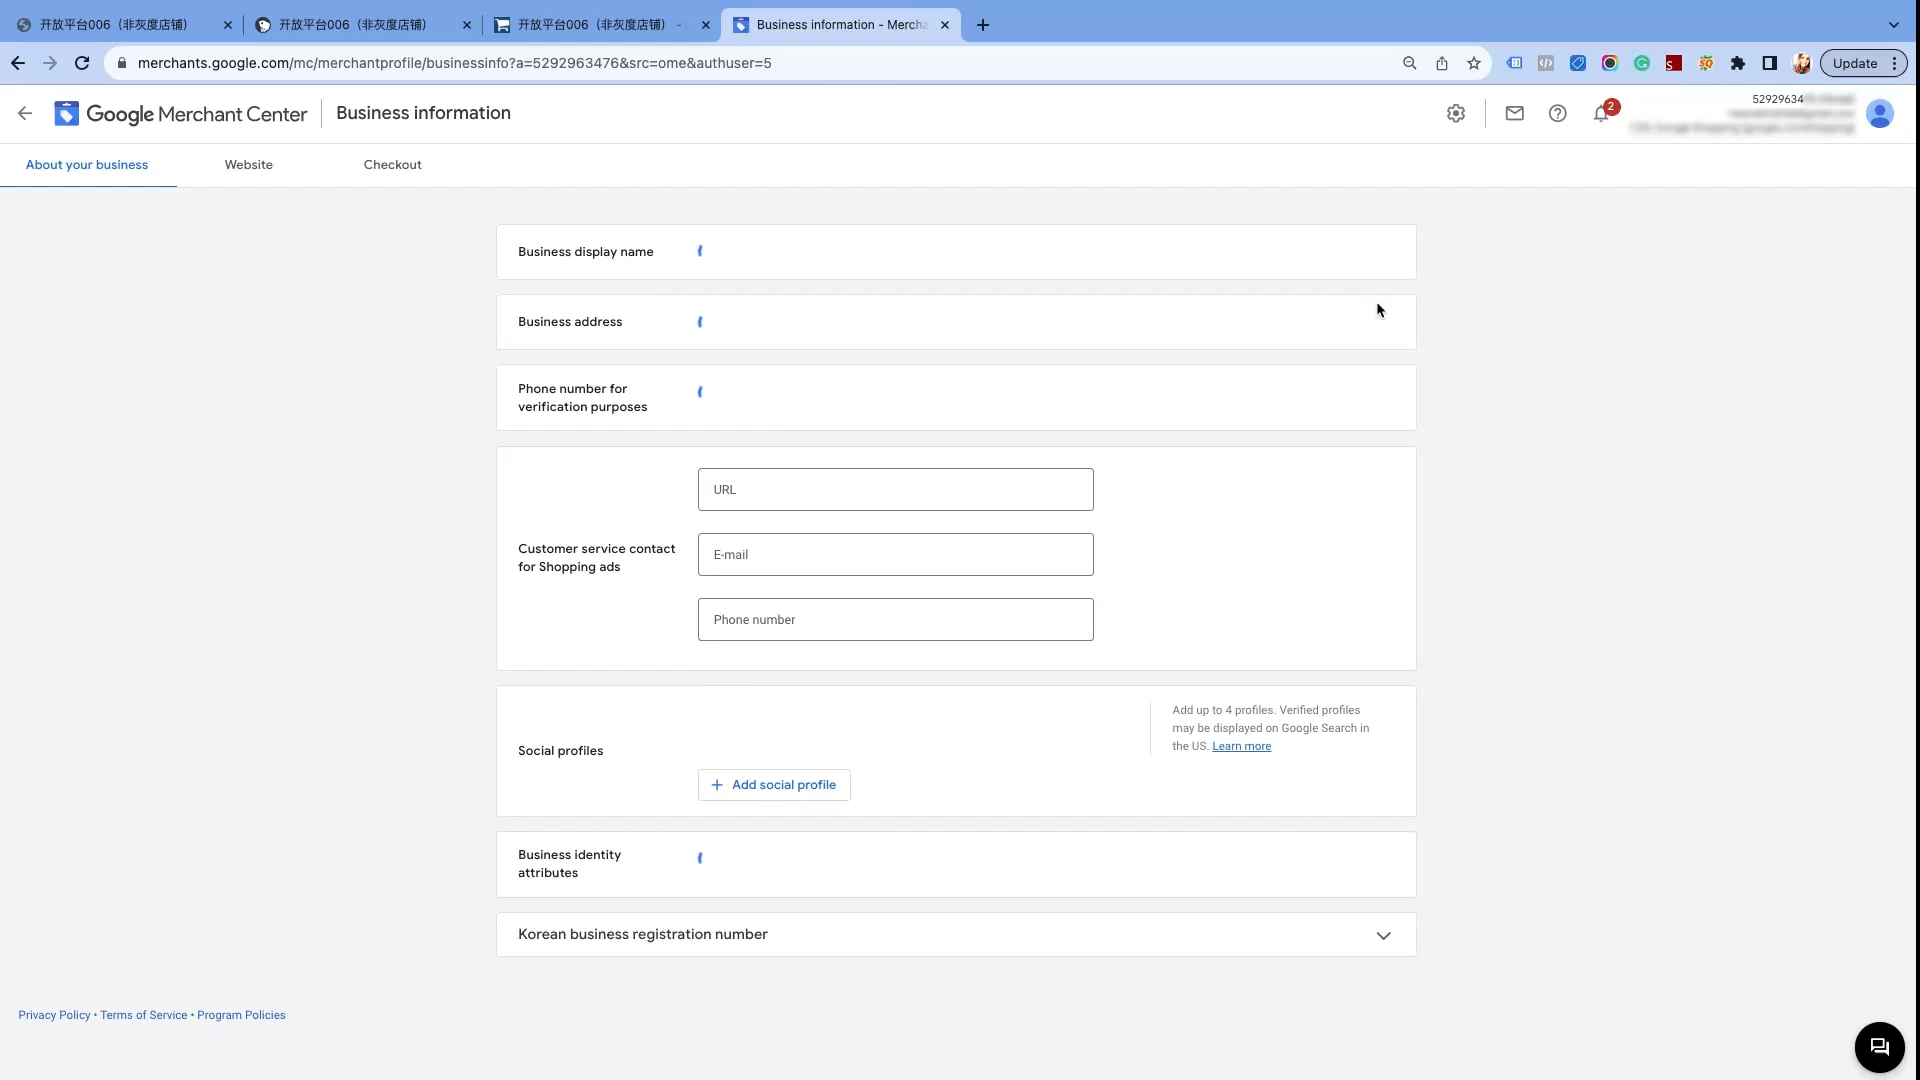 开放平台006（非灰度店铺）
开放平台006（非灰度店铺）
开放平台006（非灰度店铺） -
Business information - Mercha
merchants.google.com/mc/merchantprofile/businessinfo?a=5292963476&src=ome&authuser=5
Update
Google Merchant Center
Business information
2
52929634
About your business
Website
Checkout
Business display name
Business address
Phone number for
verification purposes
URL
Customer service contact
for Shopping ads
E-mail
Phone number
Social profiles
Add up to 4 profiles. Verified profiles
may be displayed on Google Search in
the US. Learn more
+ Add social profile
Business identity
attributes
Korean business registration number
Privacy Policy • Terms of Service • Program Policies